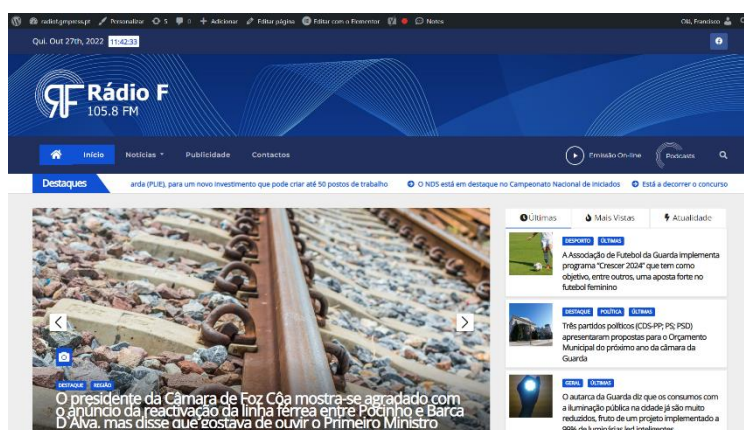 radiof.gmpress.pt Personalizar 5 0 Adicionar Editar página Editar com o Elementor Notes Olá, Francisco
Qui. Out 27th, 2022 11:42:33
RF Rádio F
105.8 FM
Início Notícias Publicidade Contactos Emissão On-line Podcasts
Destaques arda (PLIE), para um novo investimento que pode criar até 50 postos de trabalho O NDS está em destaque no Campeonato Nacional de Iniciados Está a decorrer o concurso
Últimas Mais Vistas Atualidade
DESPORTO ÚLTIMAS
A Associação de Futebol da Guarda implementa
programa "Crescer 2024" que tem como
objetivo, entre outros, uma aposta forte no
futebol feminino
DESTAQUE POLÍTICA ÚLTIMAS
Três partidos políticos (CDS-PP; PS; PSD)
apresentaram propostas para o Orçamento
Municipal do próximo ano da câmara da
Guarda
GERAL ÚLTIMAS
O autarca da Guarda diz que os consumos com
a iluminação pública na cidade já são muito
reduzidos, fruto de um projeto implementado a
99% de luminárias led inteligentes
DESTAQUE REGIÃO
O presidente da Câmara de Foz Côa mostra-se agradado com
o anúncio da reactivação da linha férrea entre Pocinho e Barca
D'Alva, mas disse que gostava de ouvir o Primeiro Ministro